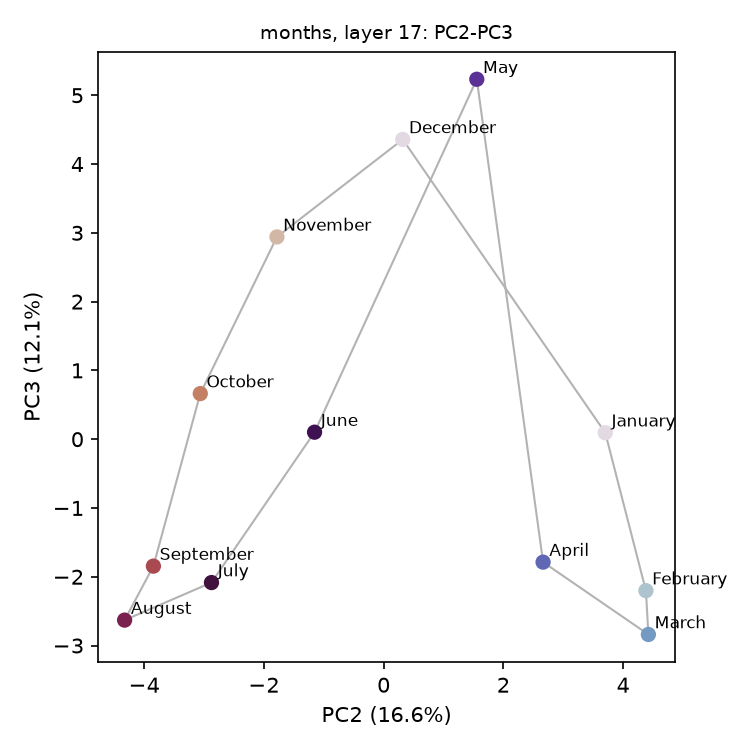 months, layer 17: PC2-PC3
May
December
November
October
June
January
September
July
August
April
February
March
5
4
3
2
1
0
−1
−2
−3
−4
−2
0
2
4
PC2 (16.6%)
PC3 (12.1%)